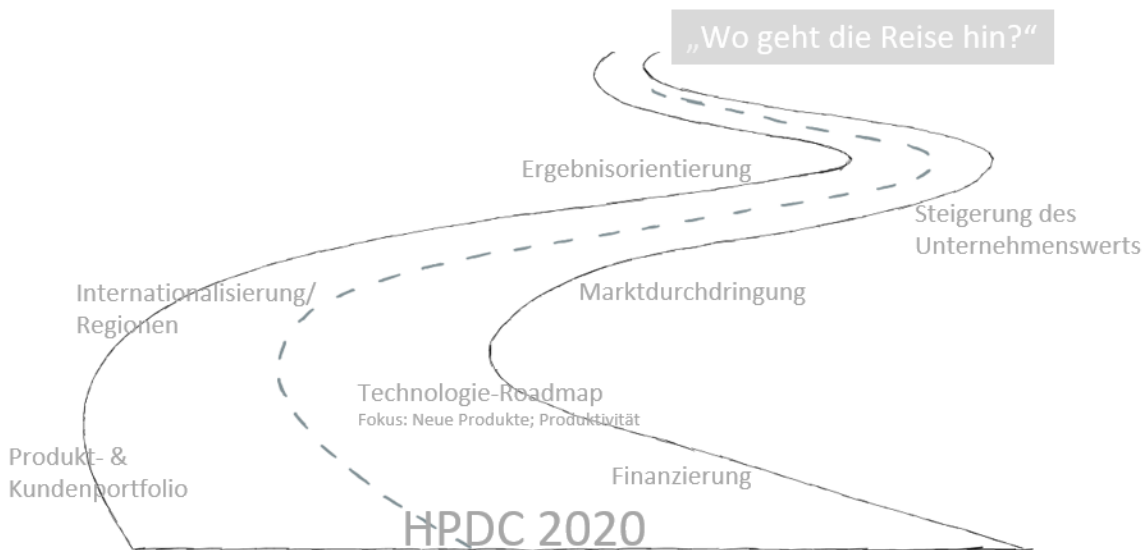 „Wo geht die Reise hin?“
Ergebnisorientierung
Steigerung des
Unternehmenswerts
Internationalisierung/
Regionen
Marktdurchdringung
Technologie-Roadmap
Fokus: Neue Produkte; Produktivität
Produkt- &
Kundenportfolio
Finanzierung
HPDC 2020